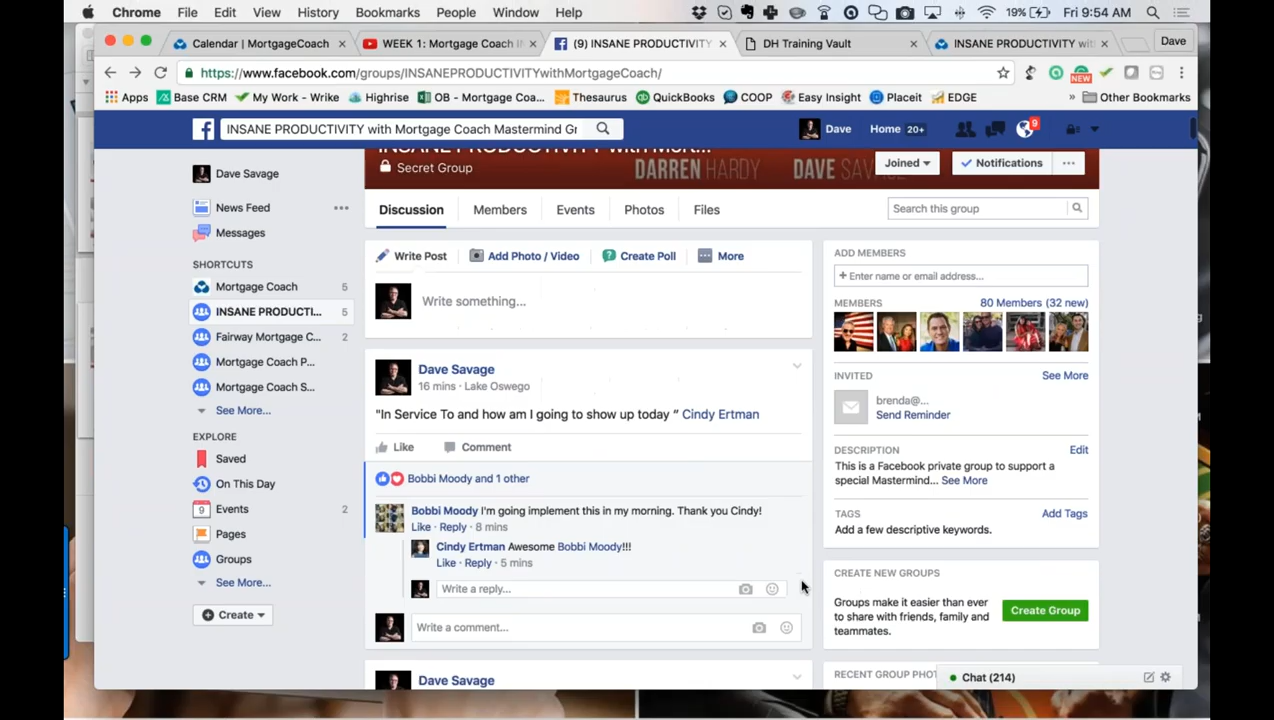 Chrome File Edit View History Bookmarks People Window Help 19% Fri 9:54 AM
Calendar | MortgageCoach WEEK 1: Mortgage Coach IN (9) INSANE PRODUCTIVITY DH Training Vault INSANE PRODUCTIVITY wit Dave
https://www.facebook.com/groups/INSANEPRODUCTIVITYwithMortgageCoach/
NEW
Apps Base CRM My Work - Wrike Highrise OB - Mortgage Coa... Thesaurus QuickBooks COOP Easy Insight Placeit EDGE » Other Bookmarks
INSANE PRODUCTIVITY with Mortgage Coach Mastermind Gr Dave Home 20+ 9
Secret Group
DARREN HARDY DAVE SAV
Joined Notifications
Discussion Members Events Photos Files Search this group
Dave Savage
News Feed
Messages
SHORTCUTS
Mortgage Coach 5
INSANE PRODUCTI... 5
Fairway Mortgage C... 2
Mortgage Coach P...
Mortgage Coach S...
See More...
EXPLORE
Saved
On This Day
9 Events 2
Pages
Groups
See More...
Create
Write Post Add Photo / Video Create Poll More
Write something...
Dave Savage
16 mins · Lake Oswego
"In Service To and how am I going to show up today “ Cindy Ertman
Like Comment
Bobbi Moody and 1 other
Bobbi Moody I'm going implement this in my morning. Thank you Cindy!
Like · Reply · 8 mins
Cindy Ertman Awesome Bobbi Moody!!!
Like · Reply · 5 mins
Write a reply...
Write a comment...
Dave Savage
ADD MEMBERS
+ Enter name or email address...
MEMBERS 80 Members (32 new)
INVITED See More
brenda@...
Send Reminder
DESCRIPTION Edit
This is a Facebook private group to support a
special Mastermind... See More
TAGS Add Tags
Add a few descriptive keywords.
CREATE NEW GROUPS
Groups make it easier than ever
to share with friends, family and
teammates.
Create Group
RECENT GROUP PHOT
Chat (214)